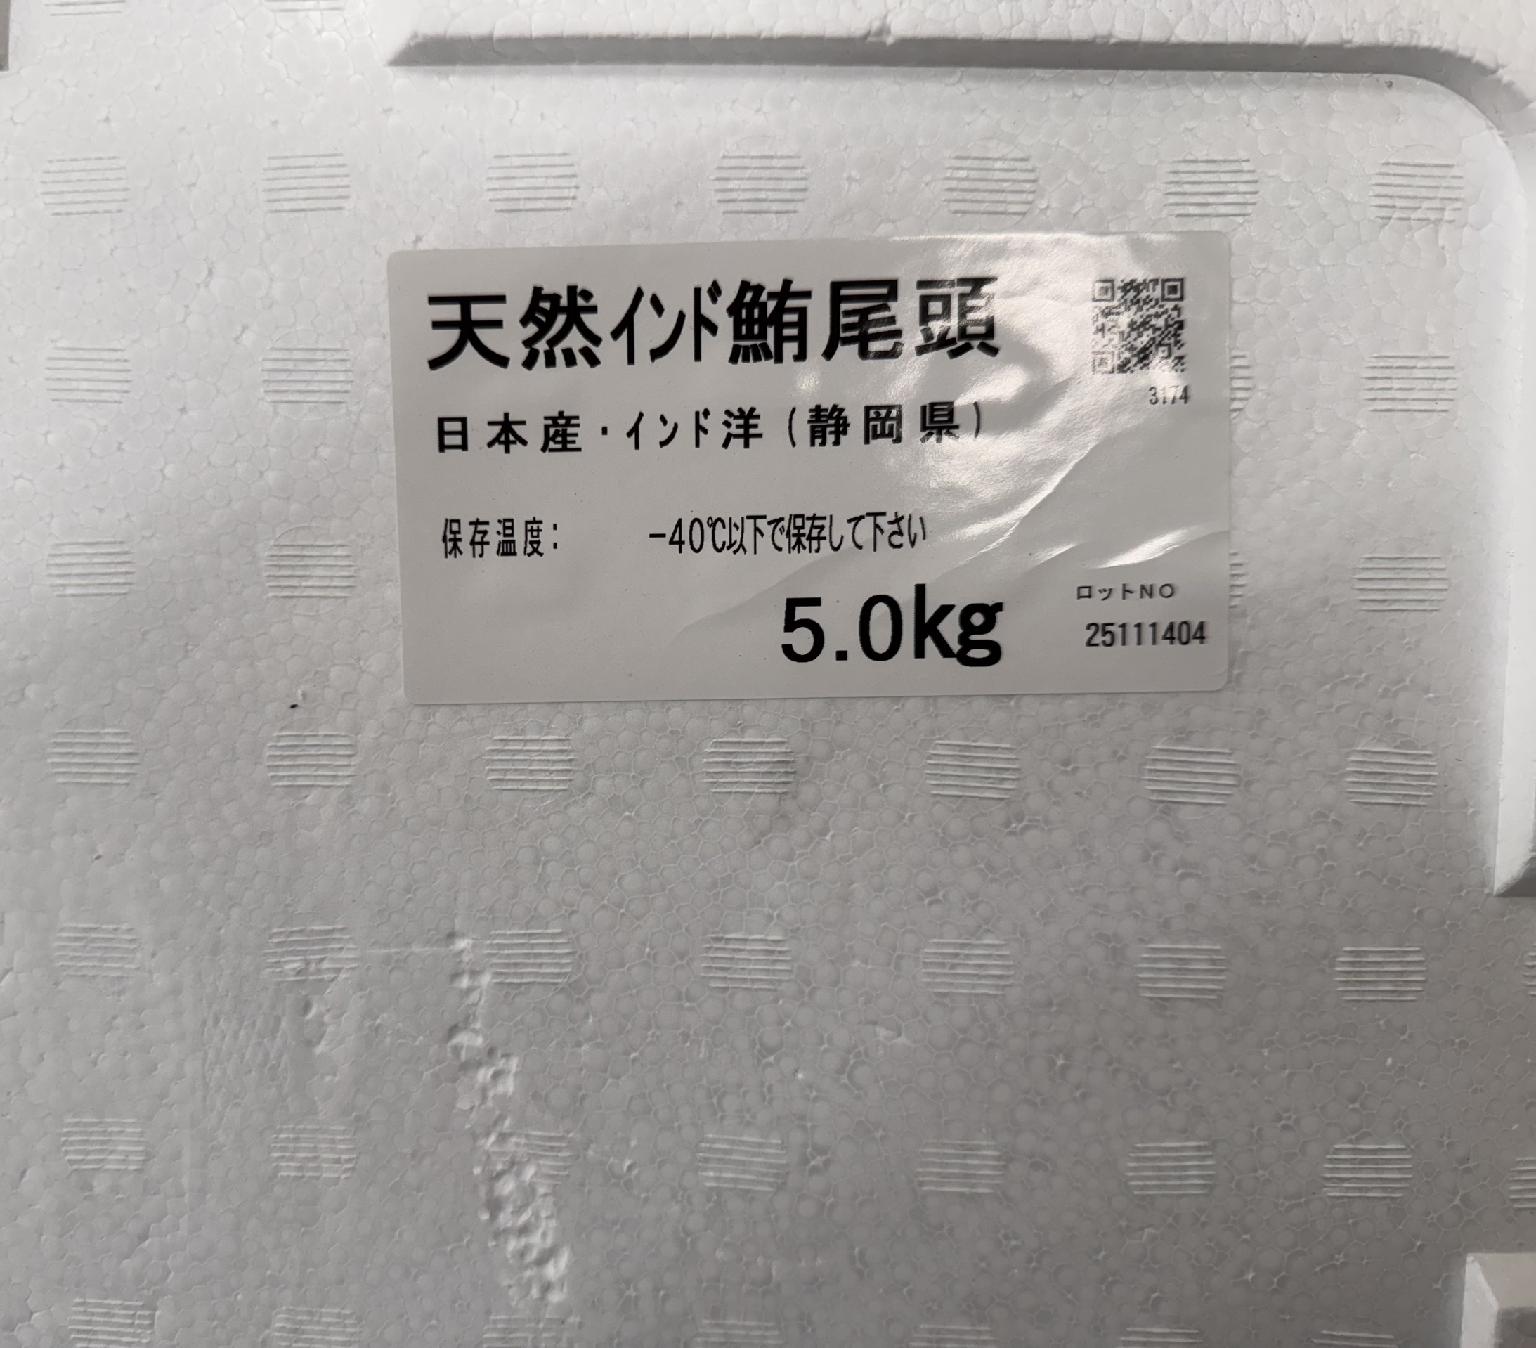 天然インド鮪尾頭
3174
日本産・インド洋(静岡県)
保存温度: -40℃以下で保存して下さい
5.0kg
ロットNO
25111404